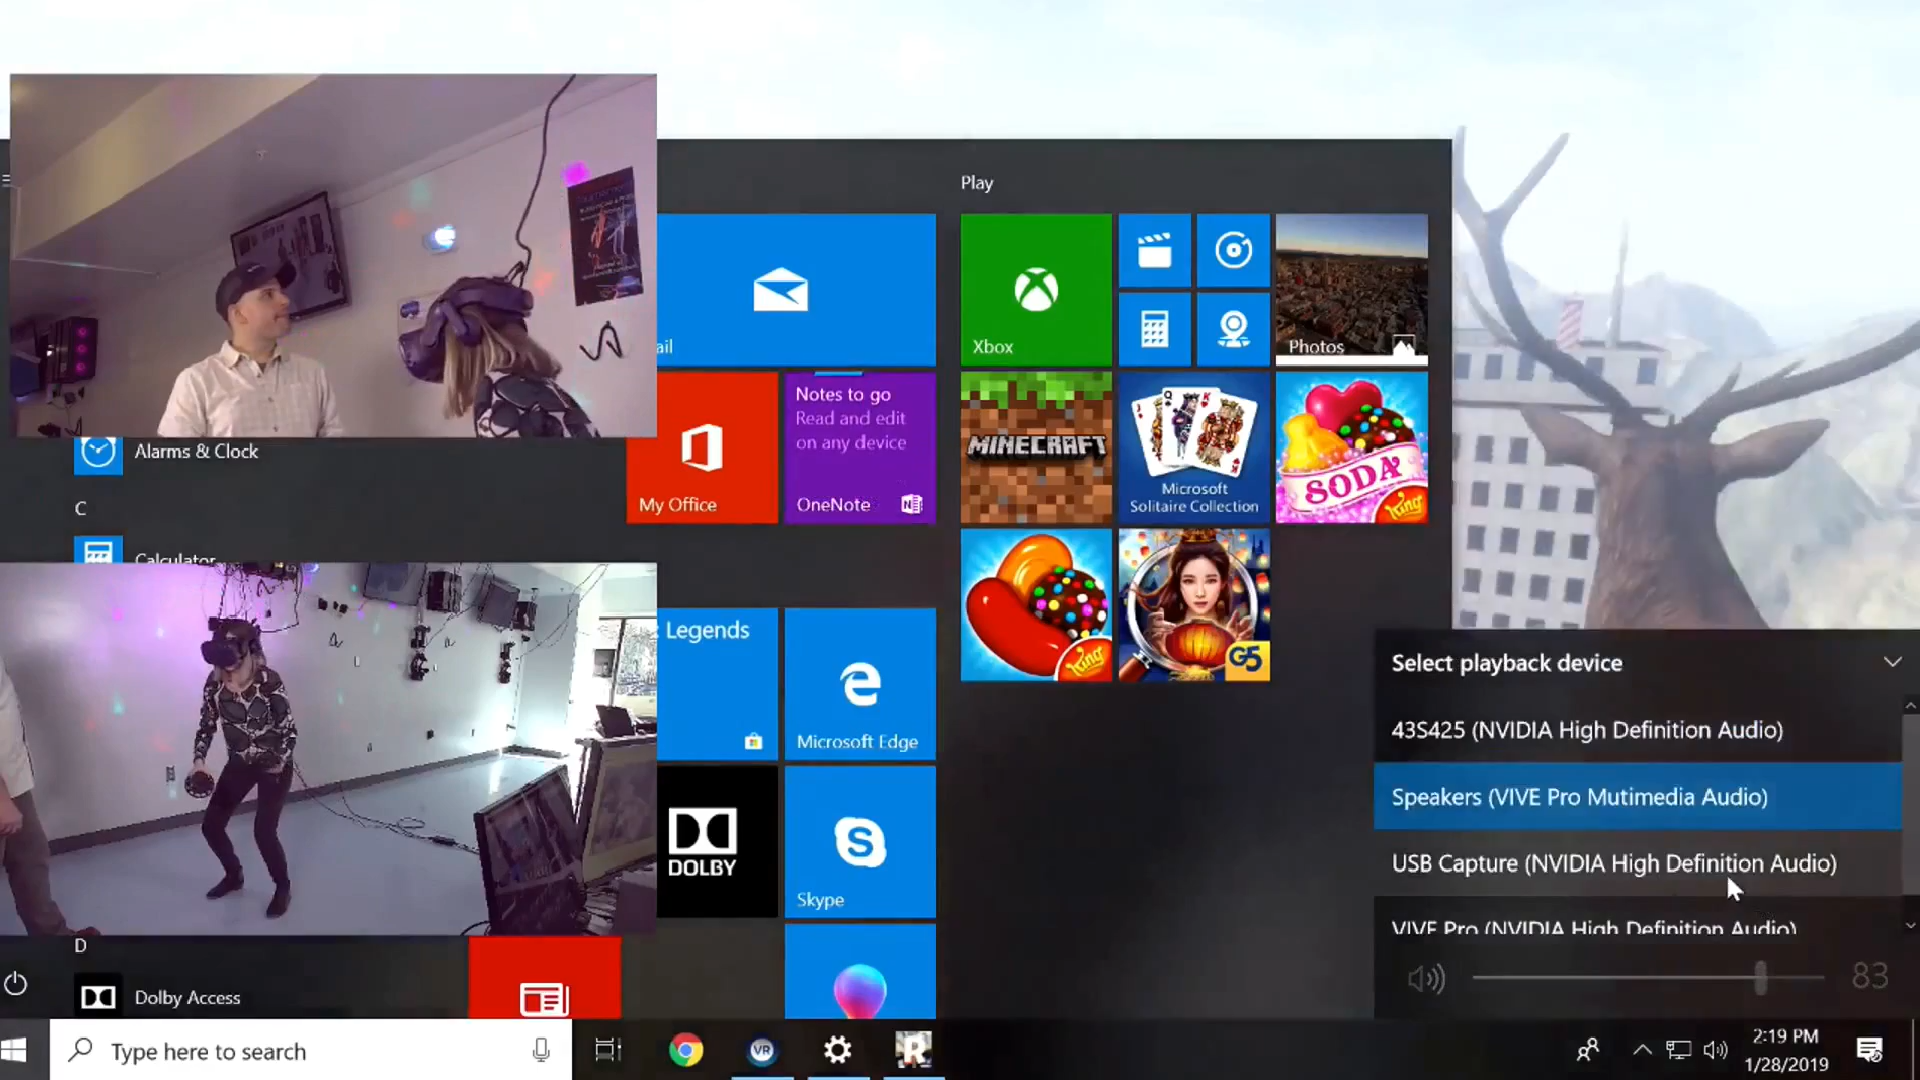 Play
ail
Xbox
Photos
Notes to go
Read and edit
on any device
My Office
OneNote
MINECRAFT
J Q K
Microsoft
Solitaire Collection
SODA
King
Alarms & Clock
C
Calculator
King
G5
Legends
Microsoft Edge
DOLBY
Skype
D
Dolby Access
Select playback device
43S425 (NVIDIA High Definition Audio)
Speakers (VIVE Pro Mutimedia Audio)
USB Capture (NVIDIA High Definition Audio)
VIVE Pro (NVIDIA High Definition Audio)
83
Type here to search
VR
R
2:19 PM
1/28/2019